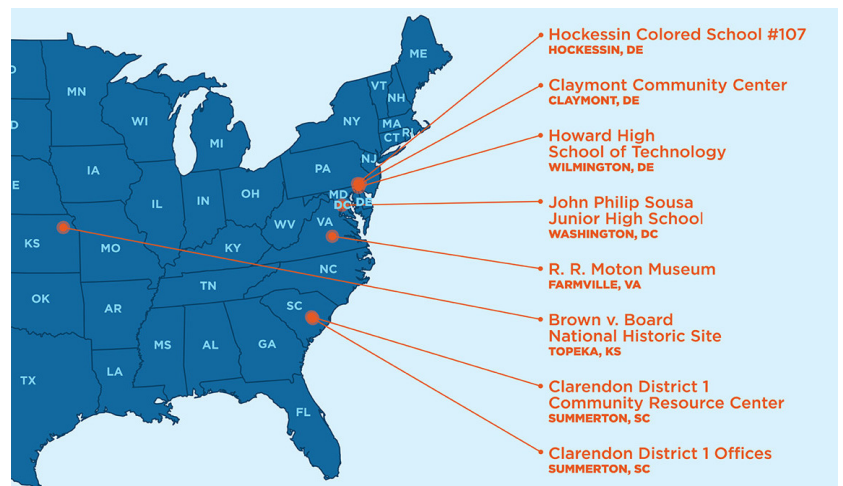 Hockessin Colored School #107
HOCKESSIN, DE
Claymont Community Center
CLAYMONT, DE
Howard High
School of Technology
WILMINGTON, DE
John Philip Sousa
Junior High School
WASHINGTON, DC
R. R. Moton Museum
FARMVILLE, VA
Brown v. Board
National Historic Site
TOPEKA, KS
Clarendon District 1
Community Resource Center
SUMMERTON, SC
Clarendon District 1 Offices
SUMMERTON, SC
ME
VT
NH
MN
WI
MI
NY
MA
CT
RI
PA
NJ
IA
IL
IN
OH
MD
DC
DE
WV
VA
KS
MO
KY
NC
TN
OK
AR
SC
MS
AL
GA
TX
LA
FL
D
D
E